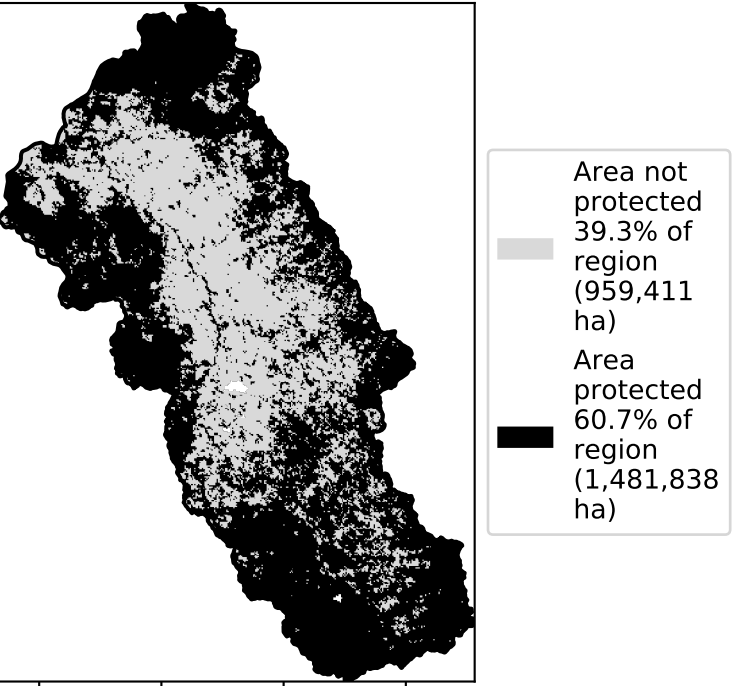 Area not
protected
39.3% of
region
(959,411
ha)
Area
protected
60.7% of
region
(1,481,838
ha)